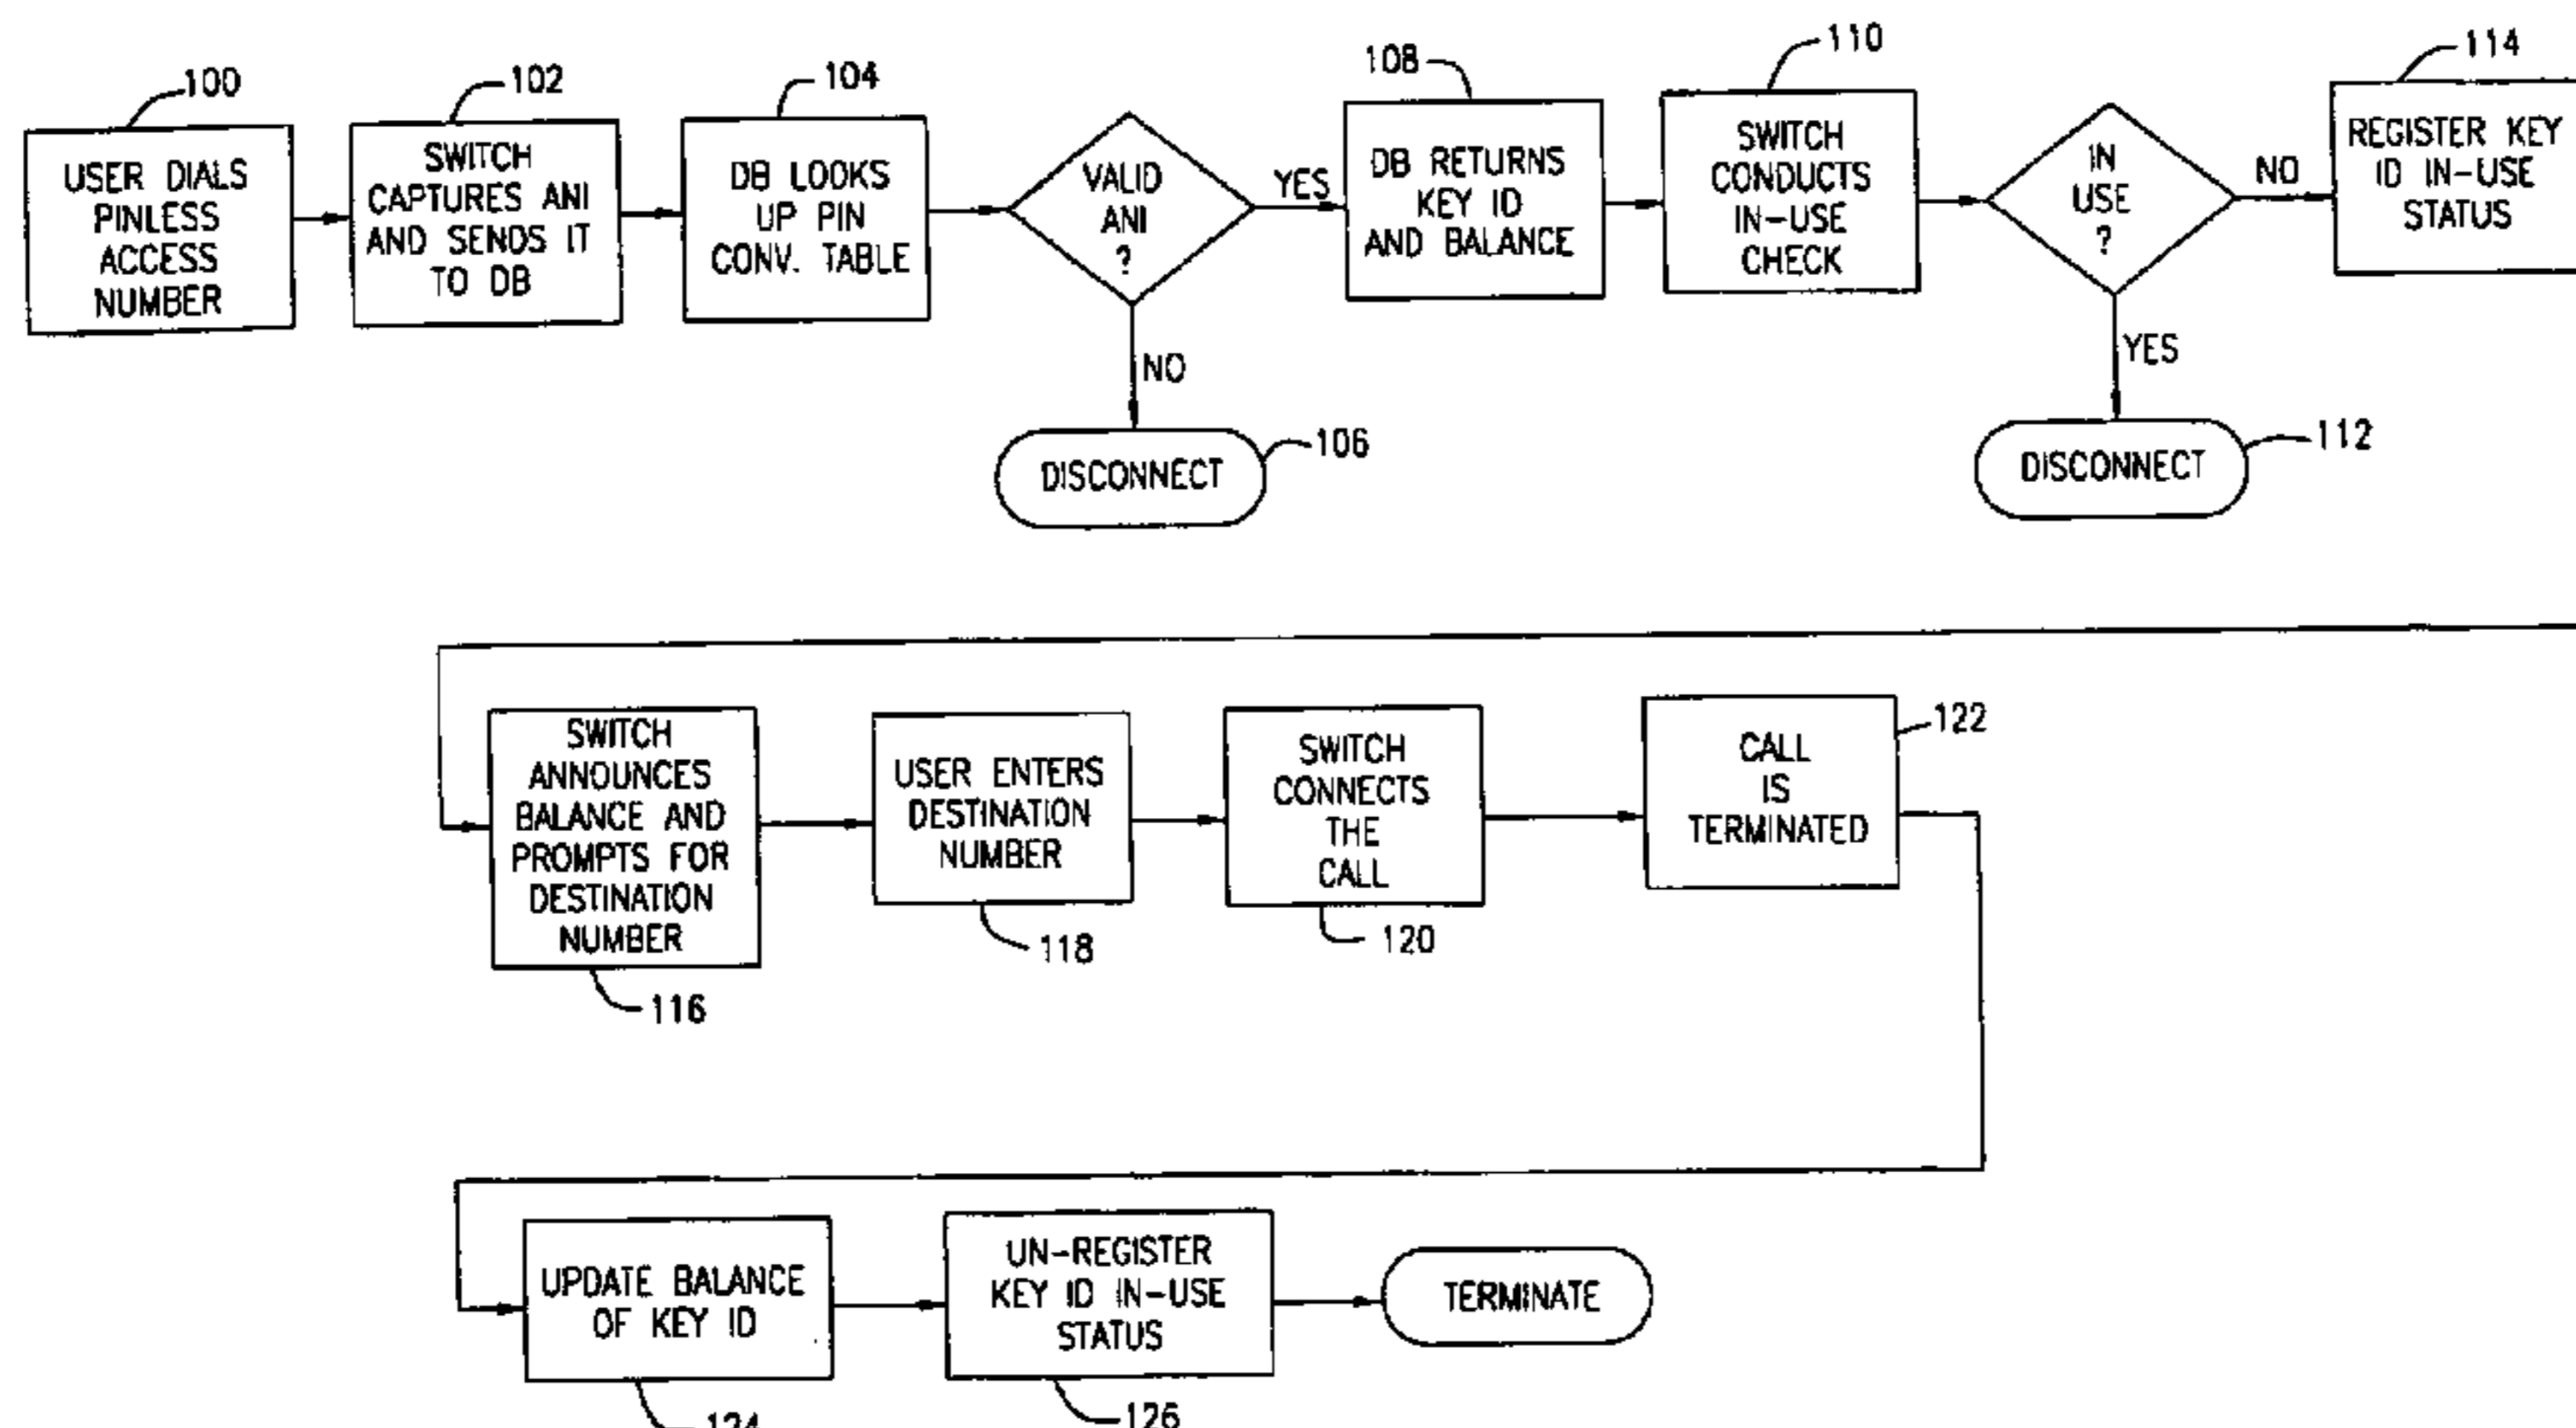 100
USER DIALS
PINLESS
ACCESS
NUMBER
102
SWITCH
CAPTURES ANI
AND SENDS IT
TO DB
104
DB LOOKS
UP PIN
CONV. TABLE
VALID
ANI
?
YES
NO
DISCONNECT
106
108
DB RETURNS
KEY ID
AND BALANCE
110
SWITCH
CONDUCTS
IN-USE
CHECK
IN
USE
?
NO
YES
DISCONNECT
112
114
REGISTER KEY
ID IN-USE
STATUS
SWITCH
ANNOUNCES
BALANCE AND
PROMPTS FOR
DESTINATION
NUMBER
116
USER ENTERS
DESTINATION
NUMBER
118
SWITCH
CONNECTS
THE
CALL
120
CALL
IS
TERMINATED
122
UPDATE BALANCE
OF KEY ID
124
UN-REGISTER
KEY ID IN-USE
STATUS
126
TERMINATE